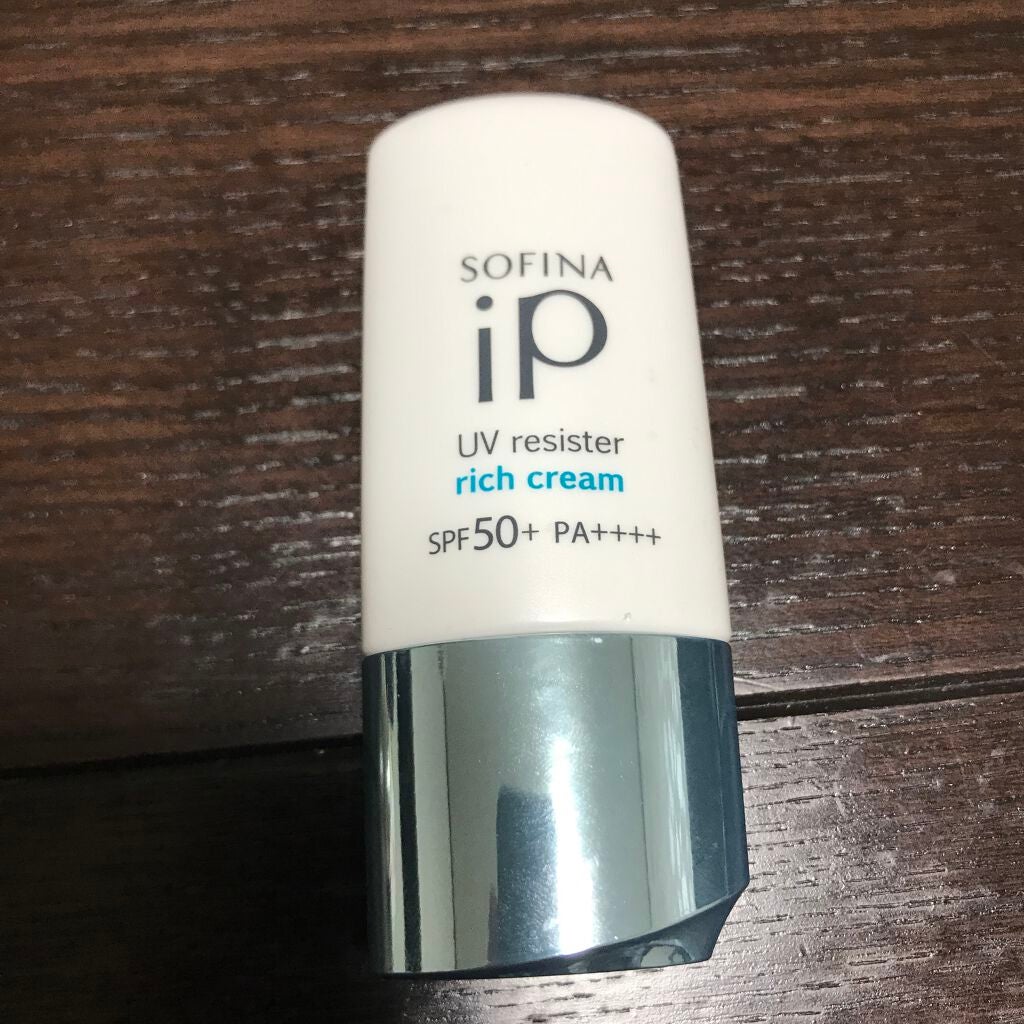 SOFINA
iP
UV resister
rich cream
SPF50+ PA++++